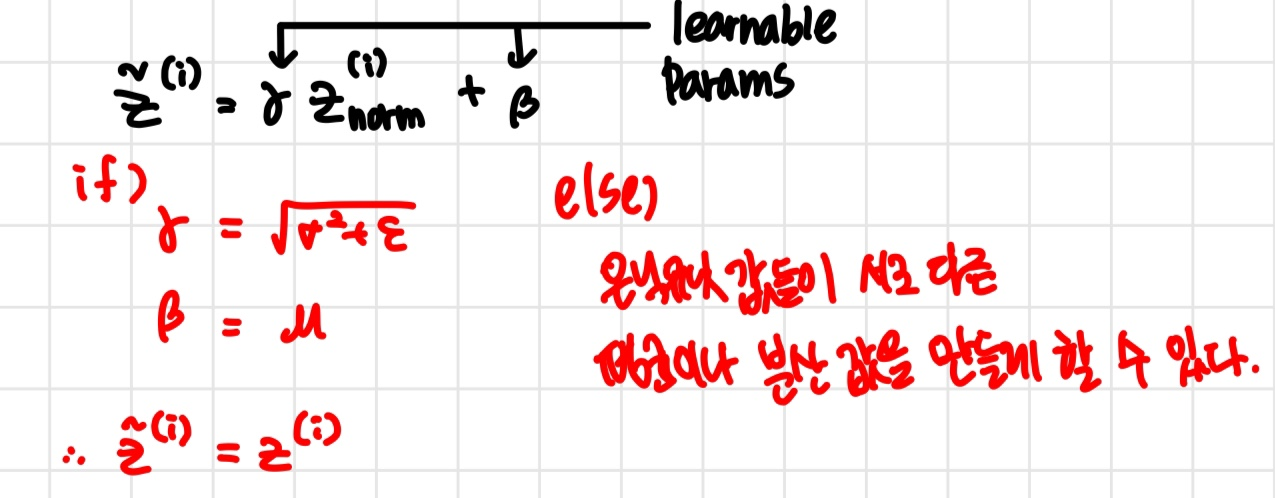 learnable
params
z̃^(i) = γ z_norm^(i) + β
if)
γ = √(σ²+ε)
β = μ
∴ z̃^(i) = z^(i)
else)
은닉유닛 값들이 서로 다른
평균이나 분산 값을 만들게 할 수 있다.